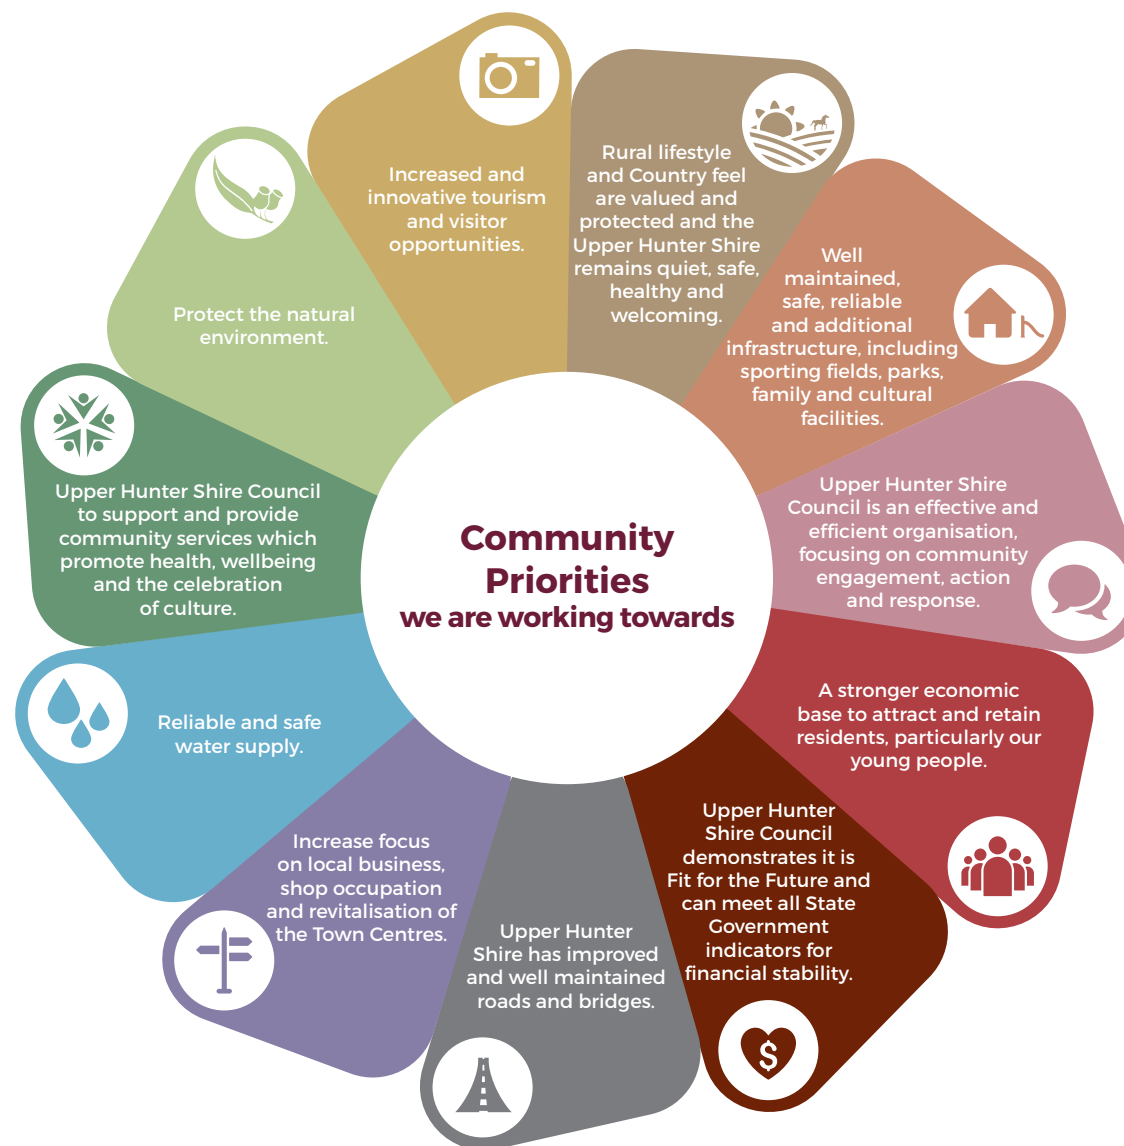 Community
Priorities
we are working towards
Rural lifestyle
and Country feel
are valued and
protected and the
Upper Hunter Shire
remains quiet, safe,
healthy and
welcoming.
Well
maintained,
safe, reliable
and additional
infrastructure, including
sporting fields, parks,
family and cultural
facilities.
Upper Hunter Shire
Council is an effective and
efficient organisation,
focusing on community
engagement, action
and response.
A stronger economic
base to attract and retain
residents, particularly our
young people.
Upper Hunter
Shire Council
demonstrates it is
Fit for the Future and
can meet all State
Government
indicators for
financial stability.
$
Upper Hunter
Shire has improved
and well maintained
roads and bridges.
Increase focus
on local business,
shop occupation
and revitalisation of
the Town Centres.
Reliable and safe
water supply.
Upper Hunter Shire Council
to support and provide
community services which
promote health, wellbeing
and the celebration
of culture.
Protect the natural
environment.
Increased and
innovative tourism
and visitor
opportunities.